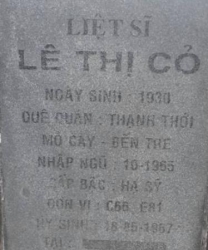 LIỆT SĨ
LÊ THỊ CỎ
NGÀY SINH : 1930
QUÊ QUÁN : THẠNH THỚI
MỎ CÀY - BẾN TRE
NHẬP NGŨ : 10-1965
CẤP BẬC : HẠ SỸ
ĐƠN VỊ : C56 E81
HY SINH : 18-05-1967
TẠI :